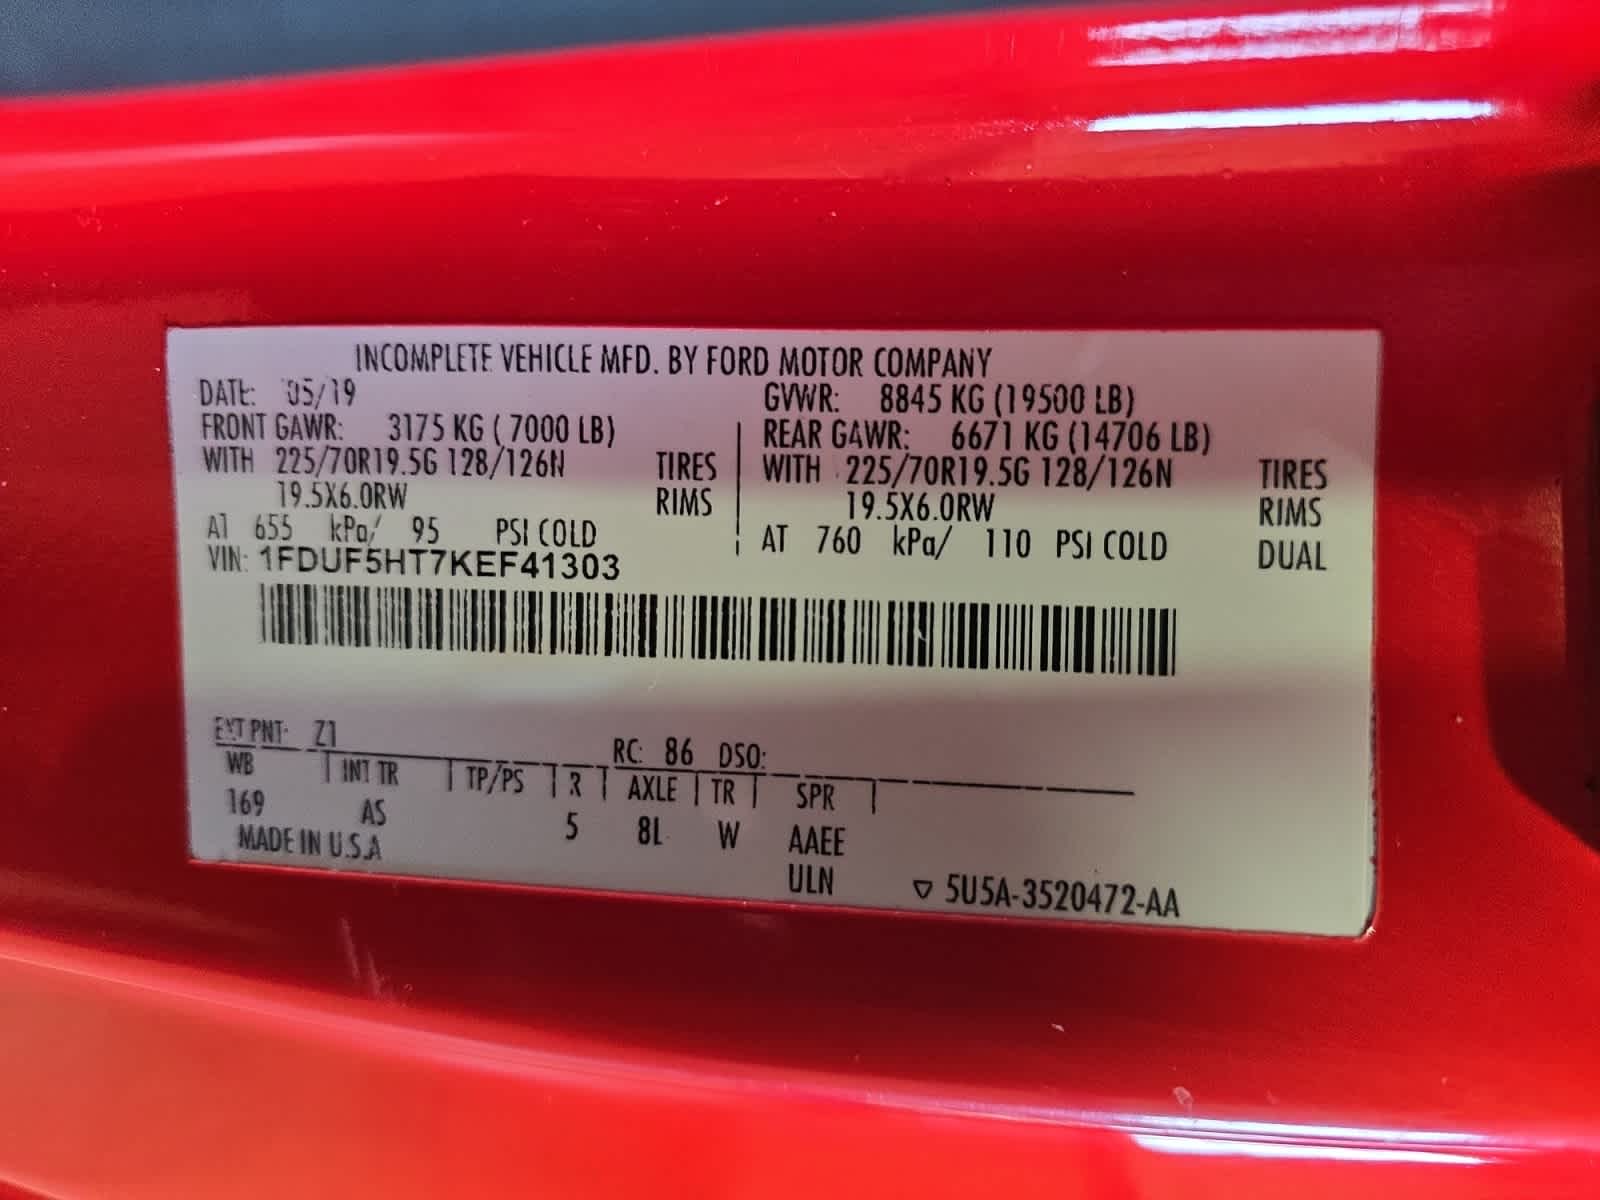 INCOMPLETE VEHICLE MFD. BY FORD MOTOR COMPANY
DATE: 05/19 GVWR: 8845 KG (19500 LB)
FRONT GAWR: 3175 KG ( 7000 LB) REAR GAWR: 6671 KG (14706 LB)
WITH 225/70R19.5G 128/126N TIRES WITH 225/70R19.5G 128/126N TIRES
19.5X6.0RW RIMS 19.5X6.0RW RIMS
AT 655 kPa/ 95 PSI COLD AT 760 kPa/ 110 PSI COLD DUAL
VIN: 1FDUF5HT7KEF41303
EXT PNT: Z1 RC: 86 DSO:
WB INT TR TP/PS R AXLE TR SPR
169 AS 5 8L W AAEE
MADE IN U.S.A ULN ▽ 5U5A-3520472-AA